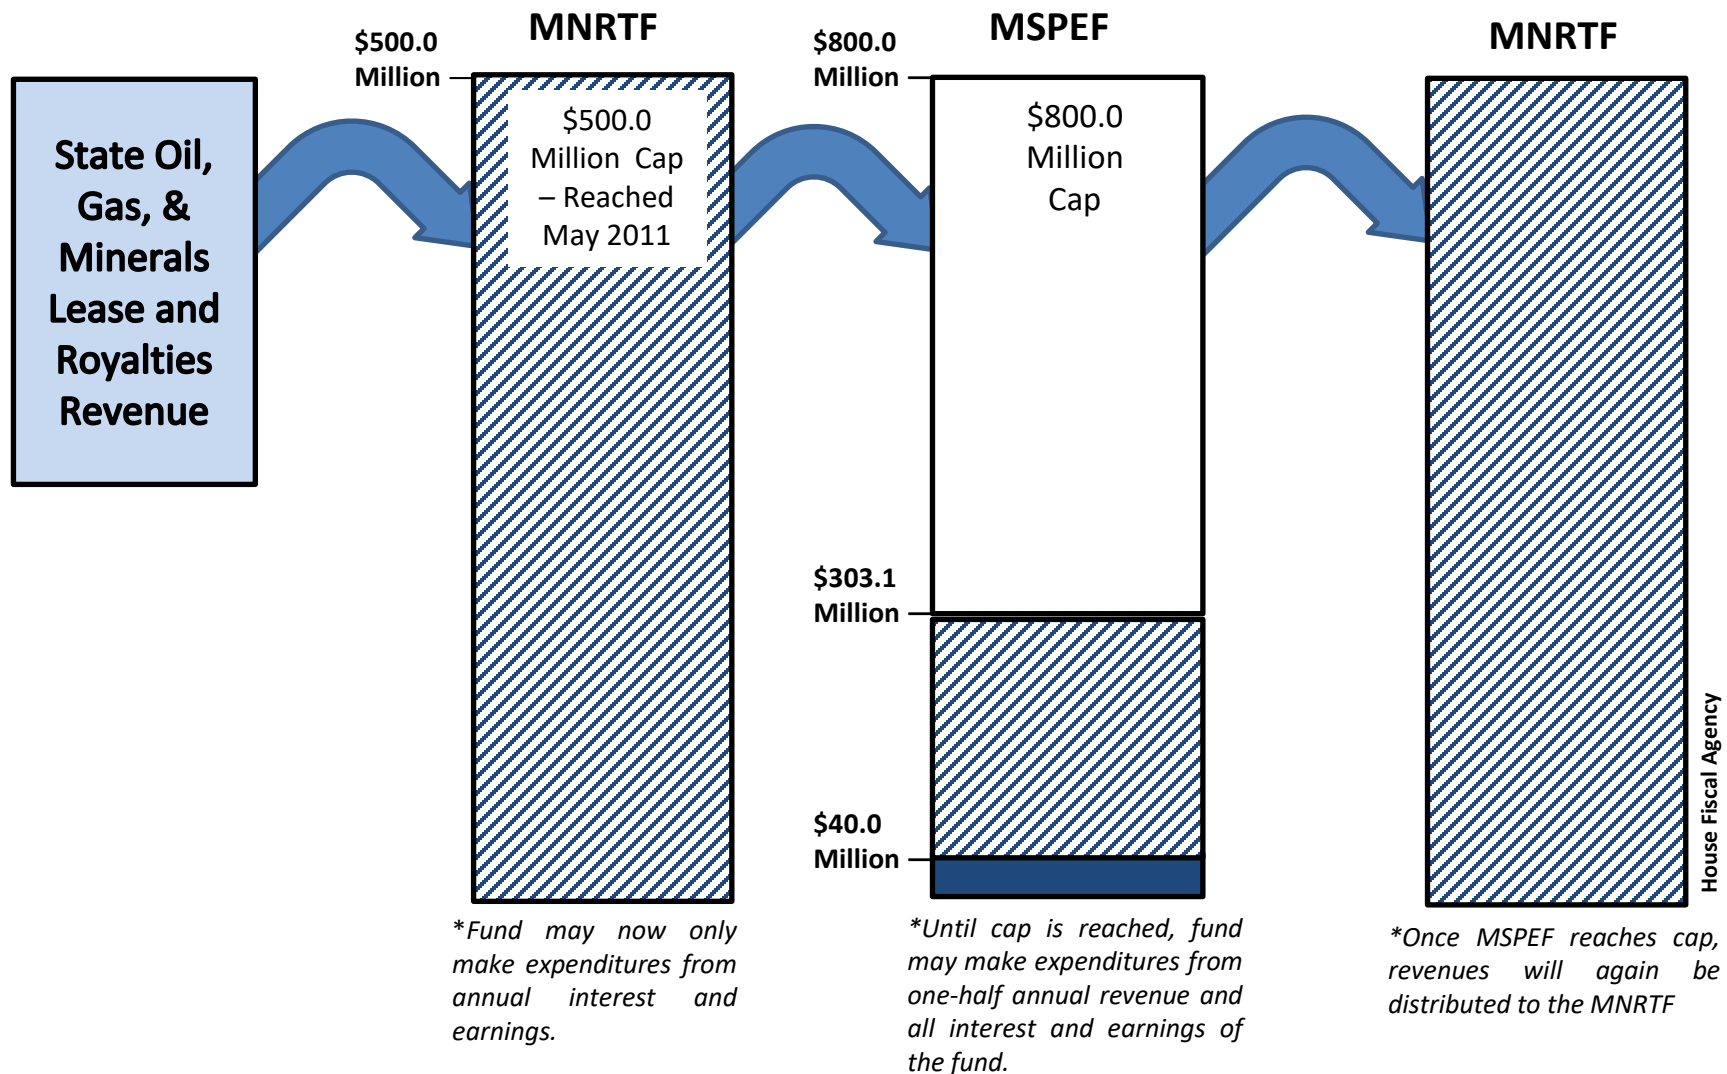 State Oil,
Gas, &
Minerals
Lease and
Royalties
Revenue
MNRTF
$500.0
Million
$500.0
Million Cap
– Reached
May 2011
*Fund may now only
make expenditures from
annual interest and
earnings.
MSPEF
$800.0
Million
$800.0
Million
Cap
$303.1
Million
$40.0
Million
*Until cap is reached, fund
may make expenditures from
one-half annual revenue and
all interest and earnings of
the fund.
MNRTF
*Once MSPEF reaches cap,
revenues will again be
distributed to the MNRTF
House Fiscal Agency